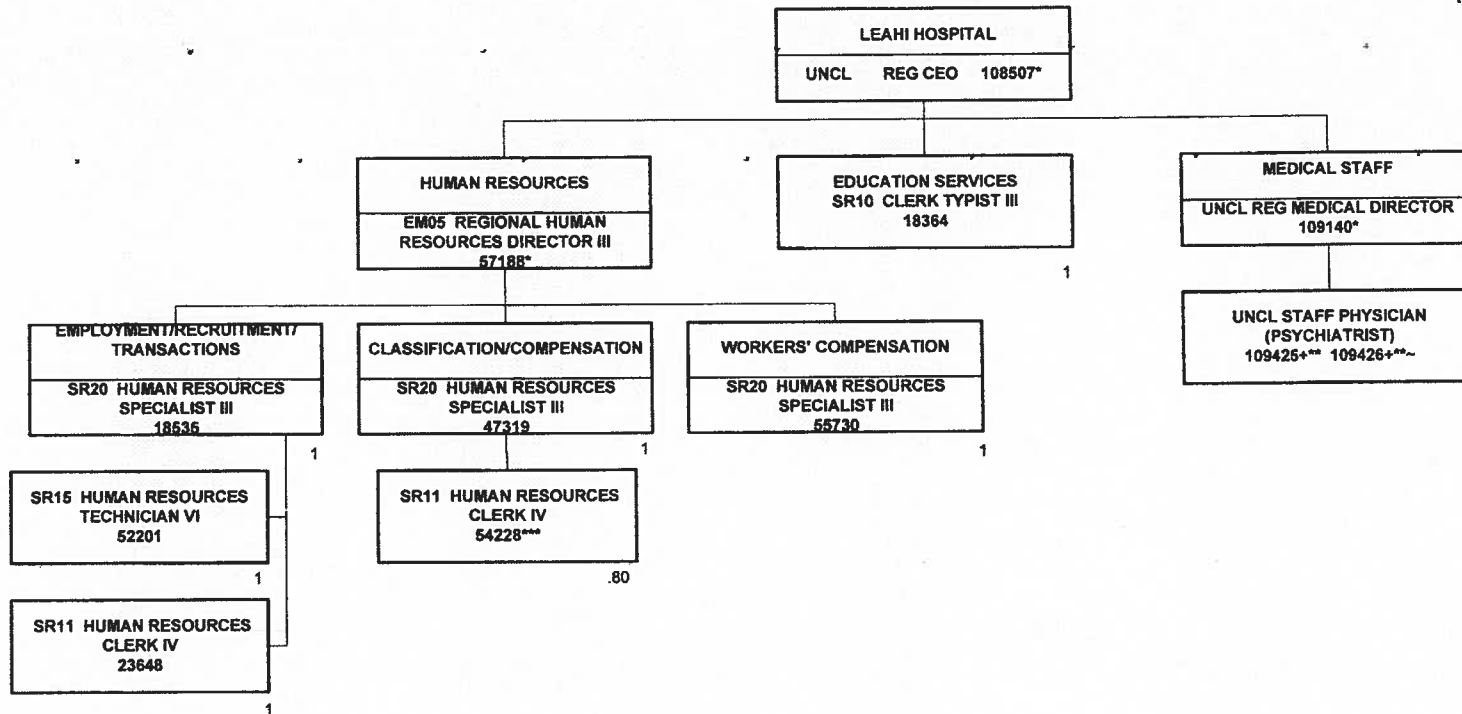 LEAHI HOSPITAL
UNCL REG CEO 108507*
HUMAN RESOURCES
EM05 REGIONAL HUMAN
RESOURCES DIRECTOR III
57188*
EDUCATION SERVICES
SR10 CLERK TYPIST III
18364
1
MEDICAL STAFF
UNCL REG MEDICAL DIRECTOR
109140*
UNCL STAFF PHYSICIAN
(PSYCHIATRIST)
109425+** 109426+**~
EMPLOYMENT/RECRUITMENT/
TRANSACTIONS
SR20 HUMAN RESOURCES
SPECIALIST III
18535
1
CLASSIFICATION/COMPENSATION
SR20 HUMAN RESOURCES
SPECIALIST III
47319
1
WORKERS' COMPENSATION
SR20 HUMAN RESOURCES
SPECIALIST III
55730
1
SR15 HUMAN RESOURCES
TECHNICIAN VI
52201
1
SR11 HUMAN RESOURCES
CLERK IV
54228***
.80
SR11 HUMAN RESOURCES
CLERK IV
23648
1